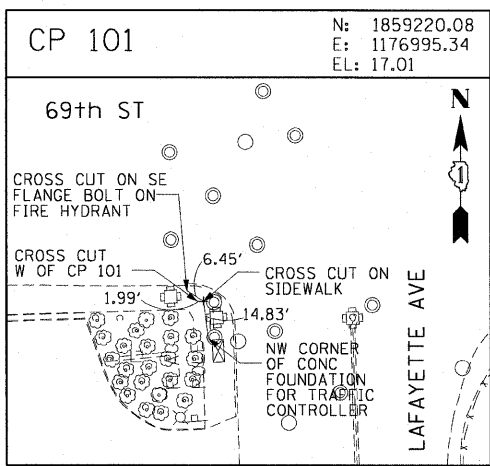 CP 101
N: 1859220.08
E: 1176995.34
EL: 17.01
69th ST
N
1
CROSS CUT ON SE
FLANGE BOLT ON
FIRE HYDRANT
CROSS CUT
W OF CP 101
6.45'
1.99'
CROSS CUT ON
SIDEWALK
14.83'
NW CORNER
OF CONC
FOUNDATION
FOR TRAFFIC
CONTROLLER
LAFAYETTE AVE